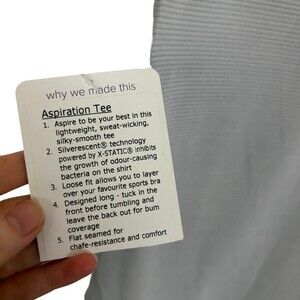 why we made this
Aspiration Tee
1. Aspire to be your best in this
lightweight, sweat-wicking,
silky-smooth tee
2. Silverescent® technology
powered by X-STATIC® inhibits
the growth of odour-causing
bacteria on the shirt
3. Loose fit allows you to layer
over your favourite sports bra
4. Designed long - tuck in the
front before tumbling and
leave the back out for bum
coverage
5. Flat seamed for
chafe-resistance and comfort